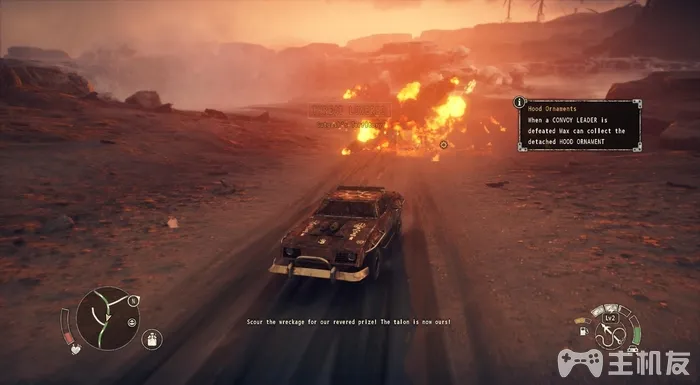 Hood Ornaments
When a CONVOY LEADER is
defeated Max can collect the
detached HOOD ORNAMENT
N
Lv2
Scour the wreckage for our revered prize! The talon is now ours!
主机友